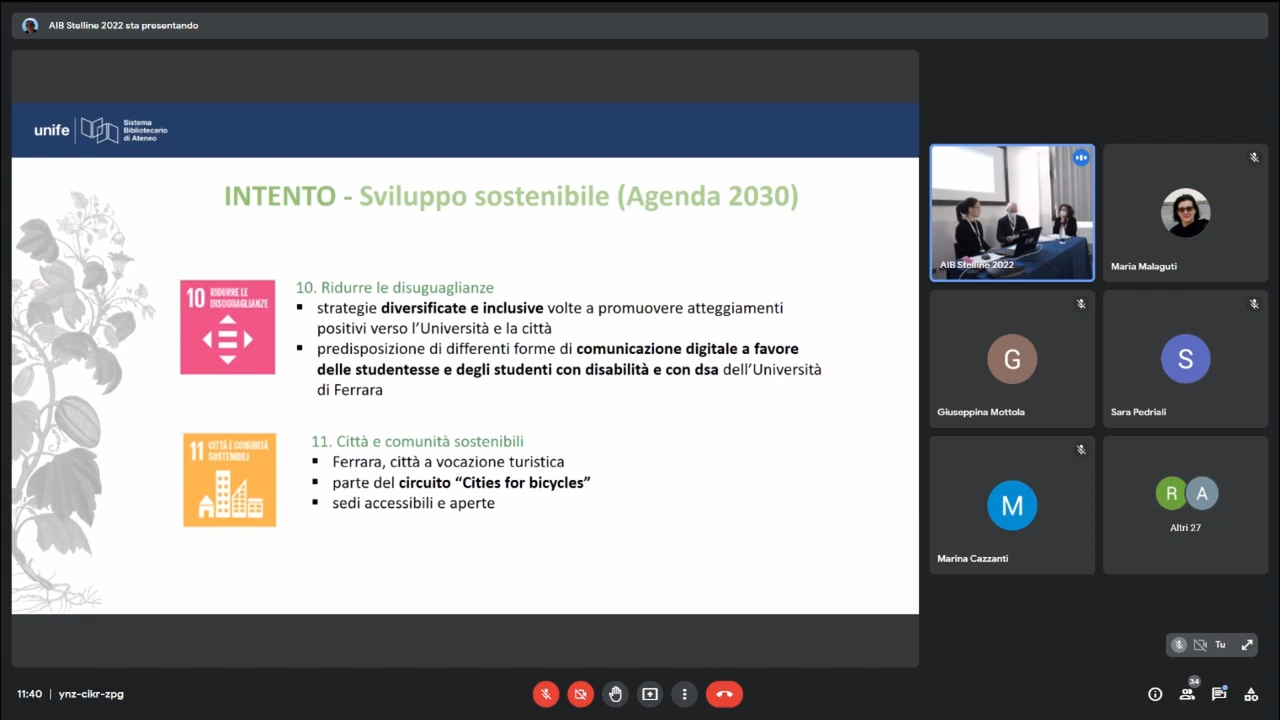 AIB Stelline 2022 sta presentando
unife
Sistema
Bibliotecario
di Ateneo
INTENTO - Sviluppo sostenibile (Agenda 2030)
10 RIDURRE LE
DISUGUAGLIANZE
10. Ridurre le disuguaglianze
▪ strategie diversificate e inclusive volte a promuovere atteggiamenti
positivi verso l'Università e la città
▪ predisposizione di differenti forme di comunicazione digitale a favore
delle studentesse e degli studenti con disabilità e con dsa dell'Università
di Ferrara
11 CITTÀ E COMUNITÀ
SOSTENIBILI
11. Città e comunità sostenibili
▪ Ferrara, città a vocazione turistica
▪ parte del circuito “Cities for bicycles”
▪ sedi accessibili e aperte
AIB Stelline 2022
Maria Malaguti
G
Giuseppina Mottola
S
Sara Pedriali
M
Marina Cazzanti
R A
Altri 27
Tu
11:40 | ynz-cikr-zpg
34